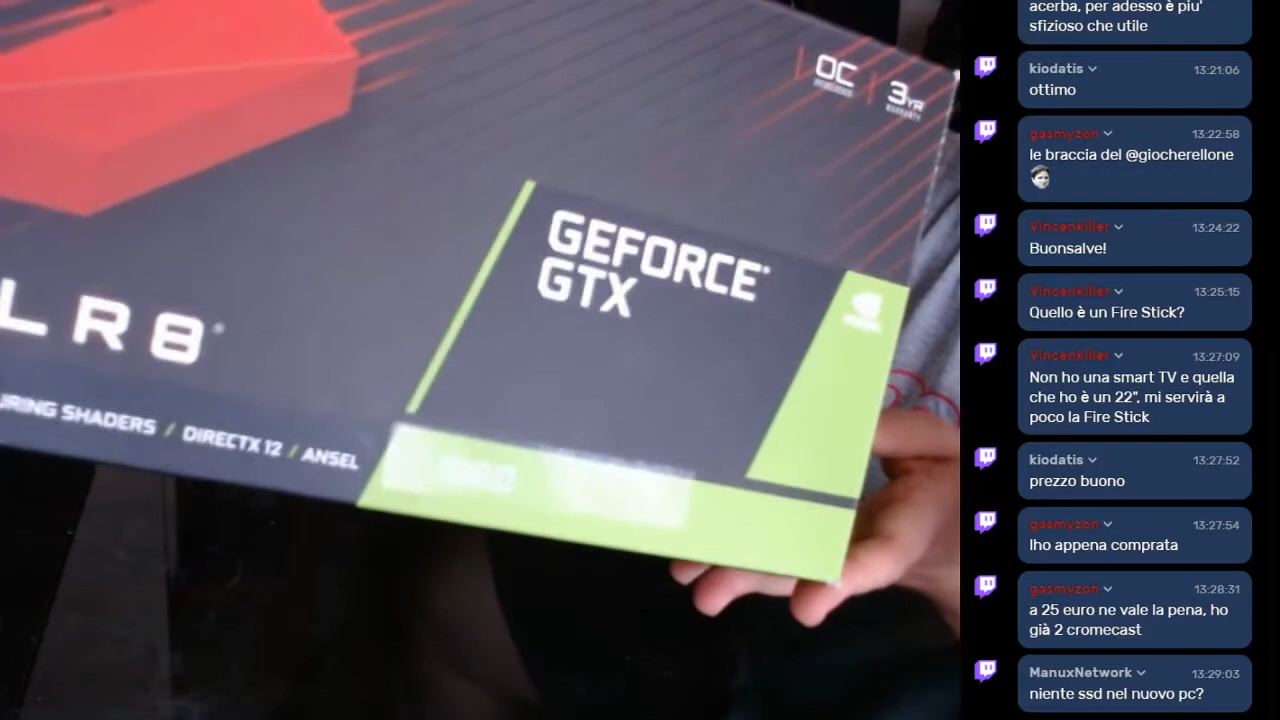 OC
3YR
GEFORCE®
GTX
LR8®
URING SHADERS / DIRECTX 12 / ANSEL
acerba, per adesso è piu'
sfizioso che utile
kiodatis 13:21:06
ottimo
gasmyzon 13:22:58
le braccia del @giocherellone
Vincenkiller 13:24:22
Buonsalve!
Vincenkiller 13:25:15
Quello è un Fire Stick?
Vincenkiller 13:27:09
Non ho una smart TV e quella
che ho è un 22", mi servirà a
poco la Fire Stick
kiodatis 13:27:52
prezzo buono
gasmyzon 13:27:54
lho appena comprata
gasmyzon 13:28:31
a 25 euro ne vale la pena, ho
già 2 cromecast
ManuxNetwork 13:29:03
niente ssd nel nuovo pc?